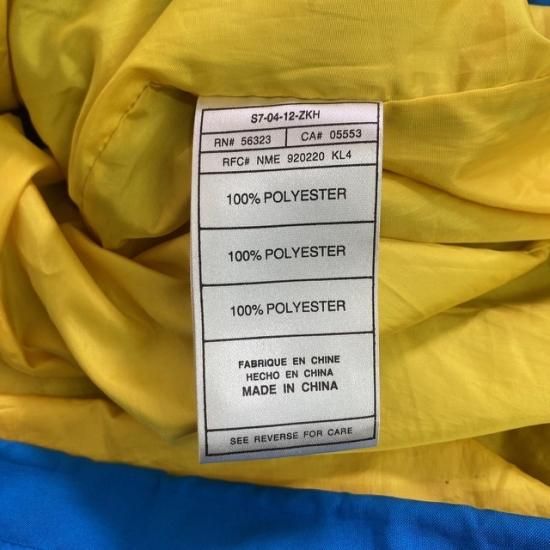 S7-04-12-ZKH
RN# 56323 CA# 05553
RFC# NME 920220 KL4
100% POLYESTER
100% POLYESTER
100% POLYESTER
FABRIQUE EN CHINE
HECHO EN CHINA
MADE IN CHINA
SEE REVERSE FOR CARE